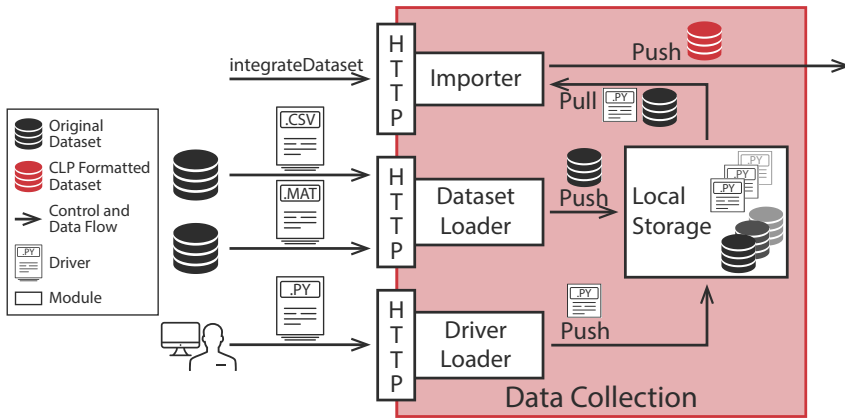 integrateDataset
H
T
T
P
Importer
Push
Pull
.PY
Original
Dataset
CLP Formatted
Dataset
Control and
Data Flow
.PY
Driver
Module
.CSV
.MAT
H
T
T
P
Dataset
Loader
Push
Local
Storage
.PY
.PY
.PY
.PY
H
T
T
P
Driver
Loader
.PY
Push
Data Collection